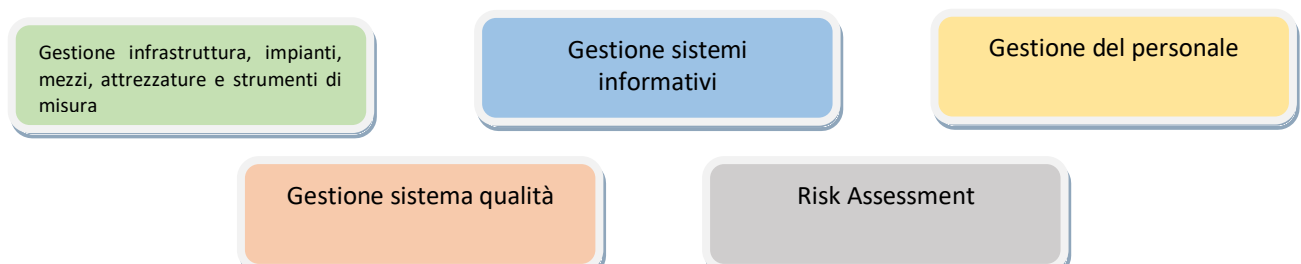 Gestione infrastruttura, impianti,
mezzi, attrezzature e strumenti di
misura
Gestione sistemi
informativi
Gestione del personale
Gestione sistema qualità
Risk Assessment